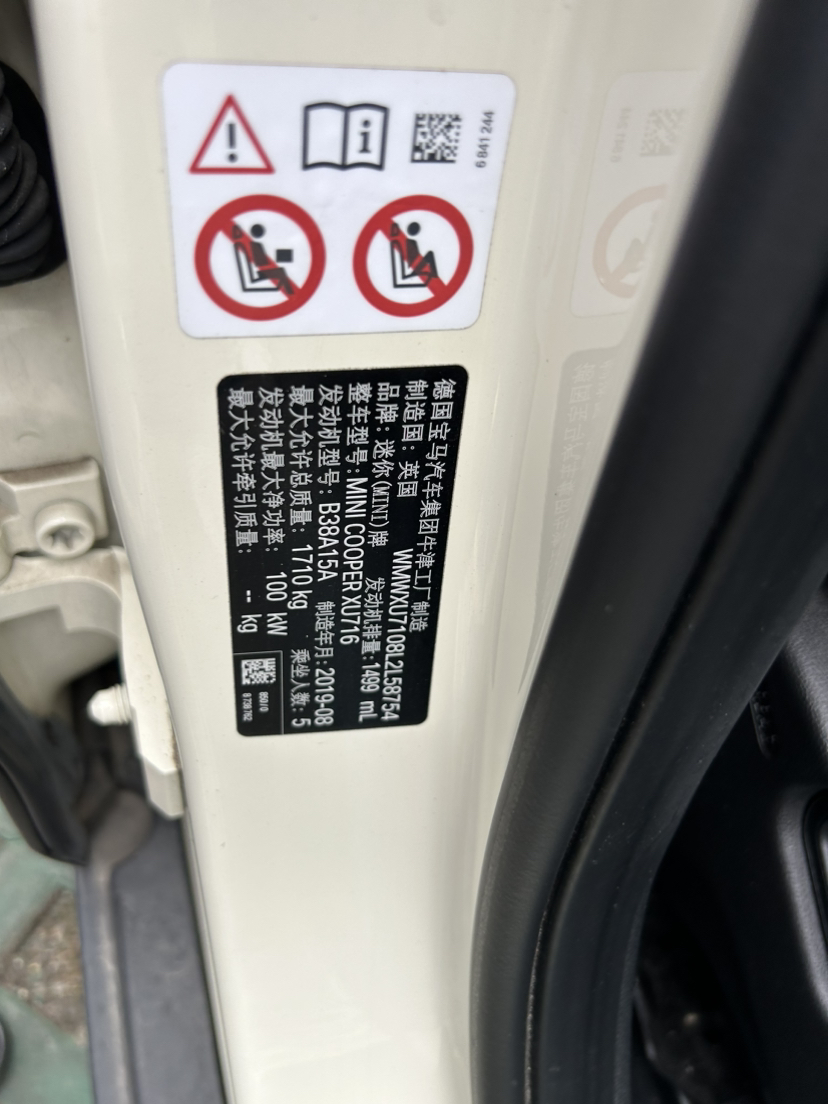 6 841 244
德国宝马汽车集团牛津工厂制造
制造国：英国 WMWXU7108L2L58754
品牌：迷你(MINI)牌 发动机排量:1499 mL
整车型号:MINI COOPER XU716
发动机型号：B38A15A 制造年月:2019-08
最大允许总质量：1710 kg 乘坐人数: 5
发动机最大净功率： 100 kW
最大允许牵引质量： -- kg